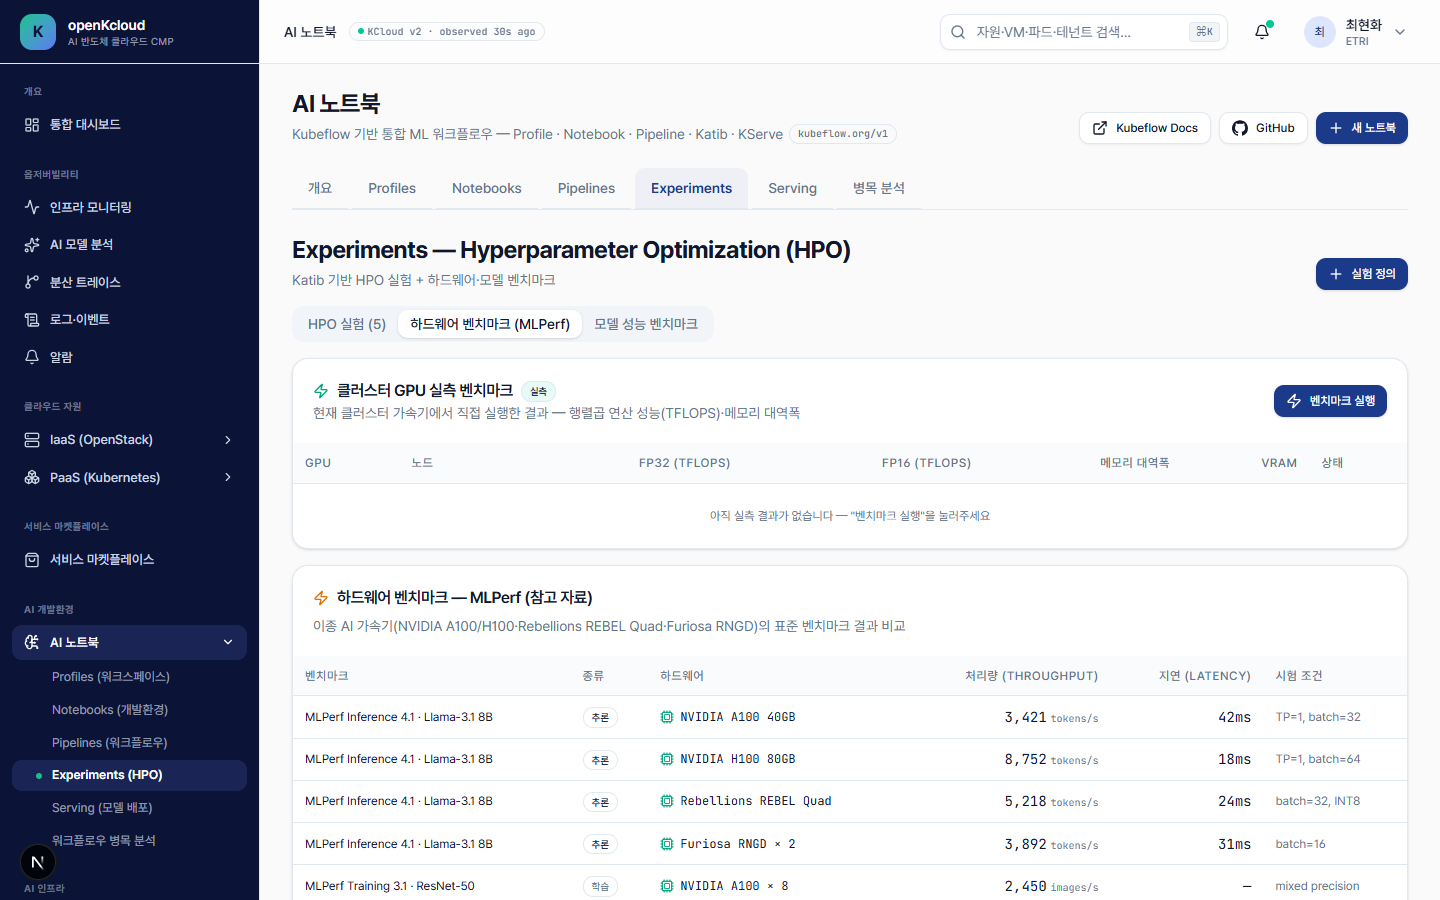 K
openKcloud
AI 반도체 클라우드 CMP
개요
통합 대시보드
옵저버빌리티
인프라 모니터링
AI 모델 분석
분산 트레이스
로그·이벤트
알람
클라우드 자원
IaaS (OpenStack)
PaaS (Kubernetes)
서비스 마켓플레이스
서비스 마켓플레이스
AI 개발환경
AI 노트북
Profiles (워크스페이스)
Notebooks (개발환경)
Pipelines (워크플로우)
Experiments (HPO)
Serving (모델 배포)
워크플로우 병목 분석
N
AI 인프라
AI 노트북
KCloud v2 · observed 30s ago
자원·VM·파드·테넌트 검색...
⌘K
최
최현화
ETRI
AI 노트북
Kubeflow 기반 통합 ML 워크플로우 — Profile · Notebook · Pipeline · Katib · KServe
kubeflow.org/v1
Kubeflow Docs
GitHub
새 노트북
개요
Profiles
Notebooks
Pipelines
Experiments
Serving
병목 분석
Experiments — Hyperparameter Optimization (HPO)
Katib 기반 HPO 실험 + 하드웨어·모델 벤치마크
실험 정의
HPO 실험 (5)
하드웨어 벤치마크 (MLPerf)
모델 성능 벤치마크
클러스터 GPU 실측 벤치마크
실측
현재 클러스터 가속기에서 직접 실행한 결과 — 행렬곱 연산 성능(TFLOPS)·메모리 대역폭
벤치마크 실행
GPU 노드 FP32 (TFLOPS) FP16 (TFLOPS) 메모리 대역폭 VRAM 상태
아직 실측 결과가 없습니다 — "벤치마크 실행"을 눌러주세요
하드웨어 벤치마크 — MLPerf (참고 자료)
이종 AI 가속기(NVIDIA A100/H100·Rebellions REBEL Quad·Furiosa RNGD)의 표준 벤치마크 결과 비교
벤치마크 종류 하드웨어 처리량 (THROUGHPUT) 지연 (LATENCY) 시험 조건
MLPerf Inference 4.1 · Llama-3.1 8B 추론 NVIDIA A100 40GB 3,421 tokens/s 42ms TP=1, batch=32
MLPerf Inference 4.1 · Llama-3.1 8B 추론 NVIDIA H100 80GB 8,752 tokens/s 18ms TP=1, batch=64
MLPerf Inference 4.1 · Llama-3.1 8B 추론 Rebellions REBEL Quad 5,218 tokens/s 24ms batch=32, INT8
MLPerf Inference 4.1 · Llama-3.1 8B 추론 Furiosa RNGD × 2 3,892 tokens/s 31ms batch=16
MLPerf Training 3.1 · ResNet-50 학습 NVIDIA A100 × 8 2,450 images/s — mixed precision